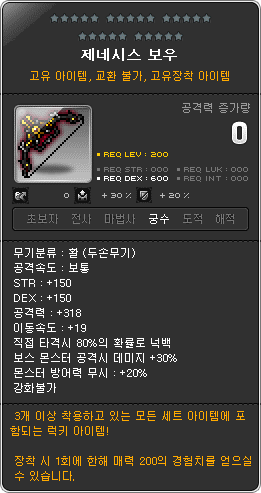 제네시스 보우
고유 아이템, 교환 불가, 고유장착 아이템
공격력 증가량
0
REQ LEV : 200
REQ STR : 000 REQ LUK : 000
REQ DEX : 600 REQ INT : 000
0 +30% +20%
초보자 전사 마법사 궁수 도적 해적
무기분류 : 활 (두손무기)
공격속도 : 보통
STR : +150
DEX : +150
공격력 : +318
이동속도 : +19
직접 타격시 80%의 확률로 넉백
보스 몬스터 공격시 데미지 +30%
몬스터 방어력 무시 : +20%
강화불가
3개 이상 착용하고 있는 모든 세트 아이템에 포
함되는 럭키 아이템!
장착 시 1회에 한해 매력 200의 경험치를 얻으실
수 있습니다.